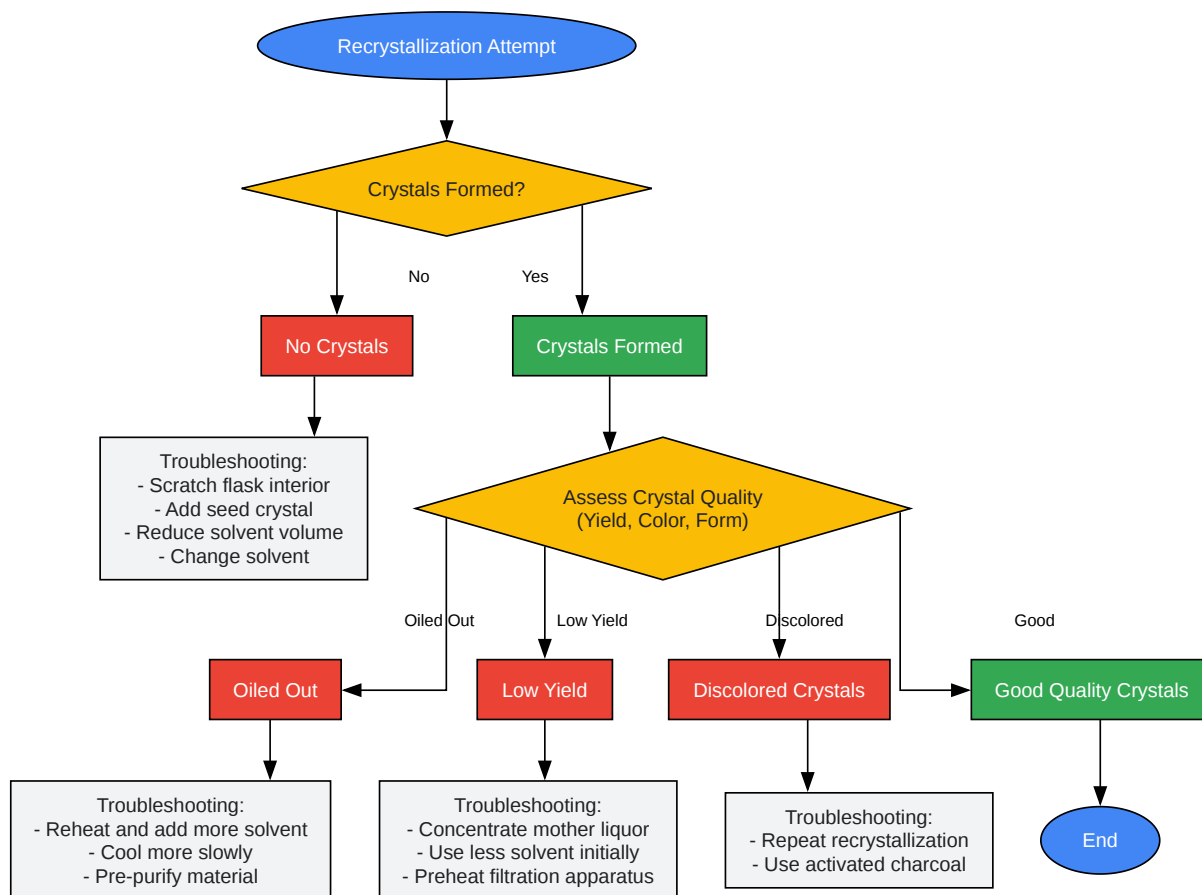 Recrystallization Attempt
Crystals Formed?
No
Yes
No Crystals
Crystals Formed
Troubleshooting:
- Scratch flask interior
- Add seed crystal
- Reduce solvent volume
- Change solvent
Assess Crystal Quality
(Yield, Color, Form)
Oiled Out
Low Yield
Discolored
Good
Oiled Out
Low Yield
Discolored Crystals
Good Quality Crystals
Troubleshooting:
- Reheat and add more solvent
- Cool more slowly
- Pre-purify material
Troubleshooting:
- Concentrate mother liquor
- Use less solvent initially
- Preheat filtration apparatus
Troubleshooting:
- Repeat recrystallization
- Use activated charcoal
End